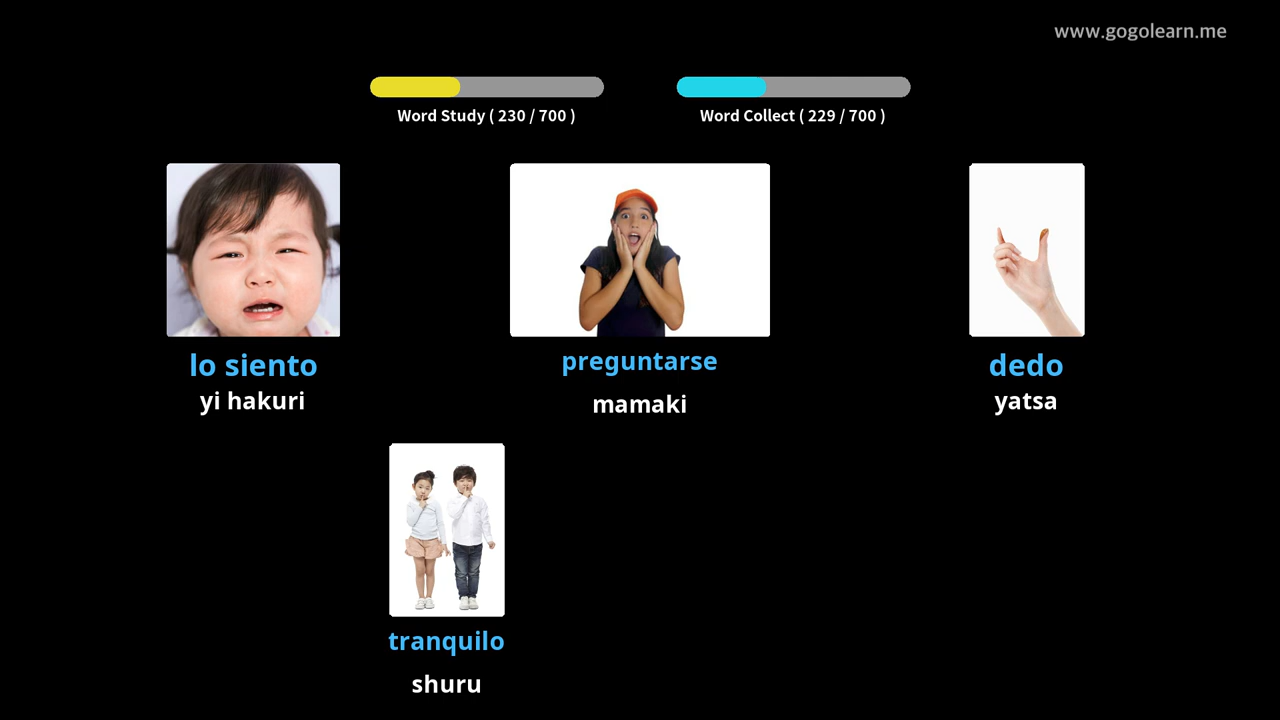 www.gogolearn.me
Word Study ( 230 / 700 )
Word Collect ( 229 / 700 )
lo siento
yi hakuri
preguntarse
mamaki
dedo
yatsa
tranquilo
shuru